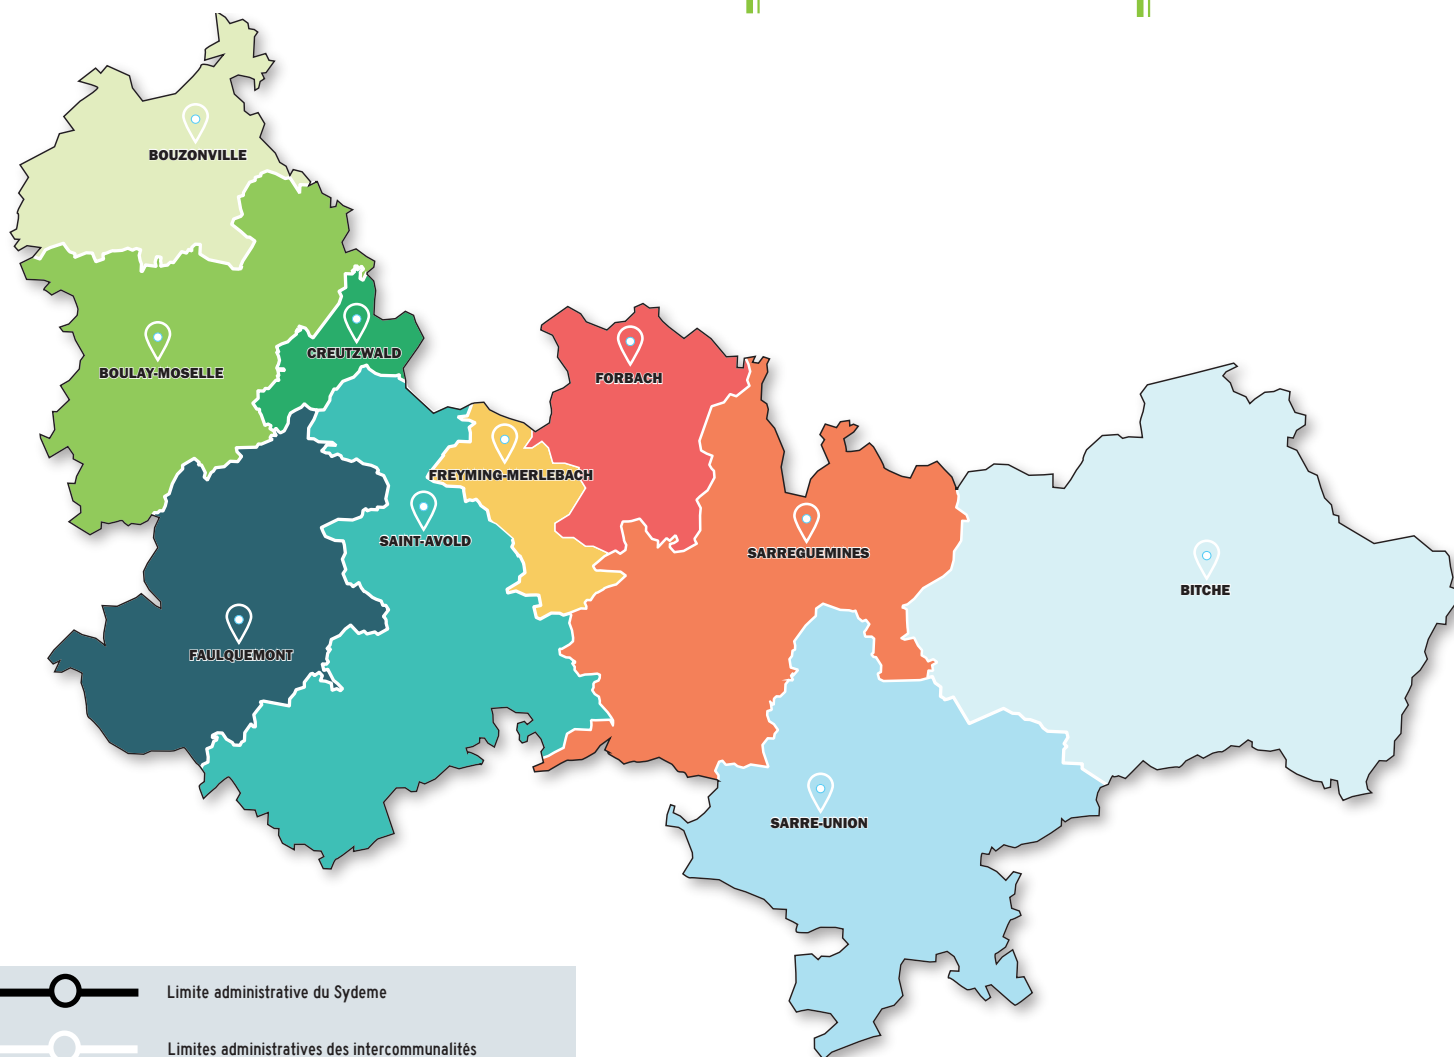 BOUZONVILLE
CREUTZWALD
BOULAY-MOSELLE
FORBACH
FREYMING-MERLEBACH
SAINT-AVOLD
SARREGUEMINES
BITCHE
FAULQUEMONT
SARRE-UNION
Limite administrative du Sydeme
Limites administratives des intercommunalités